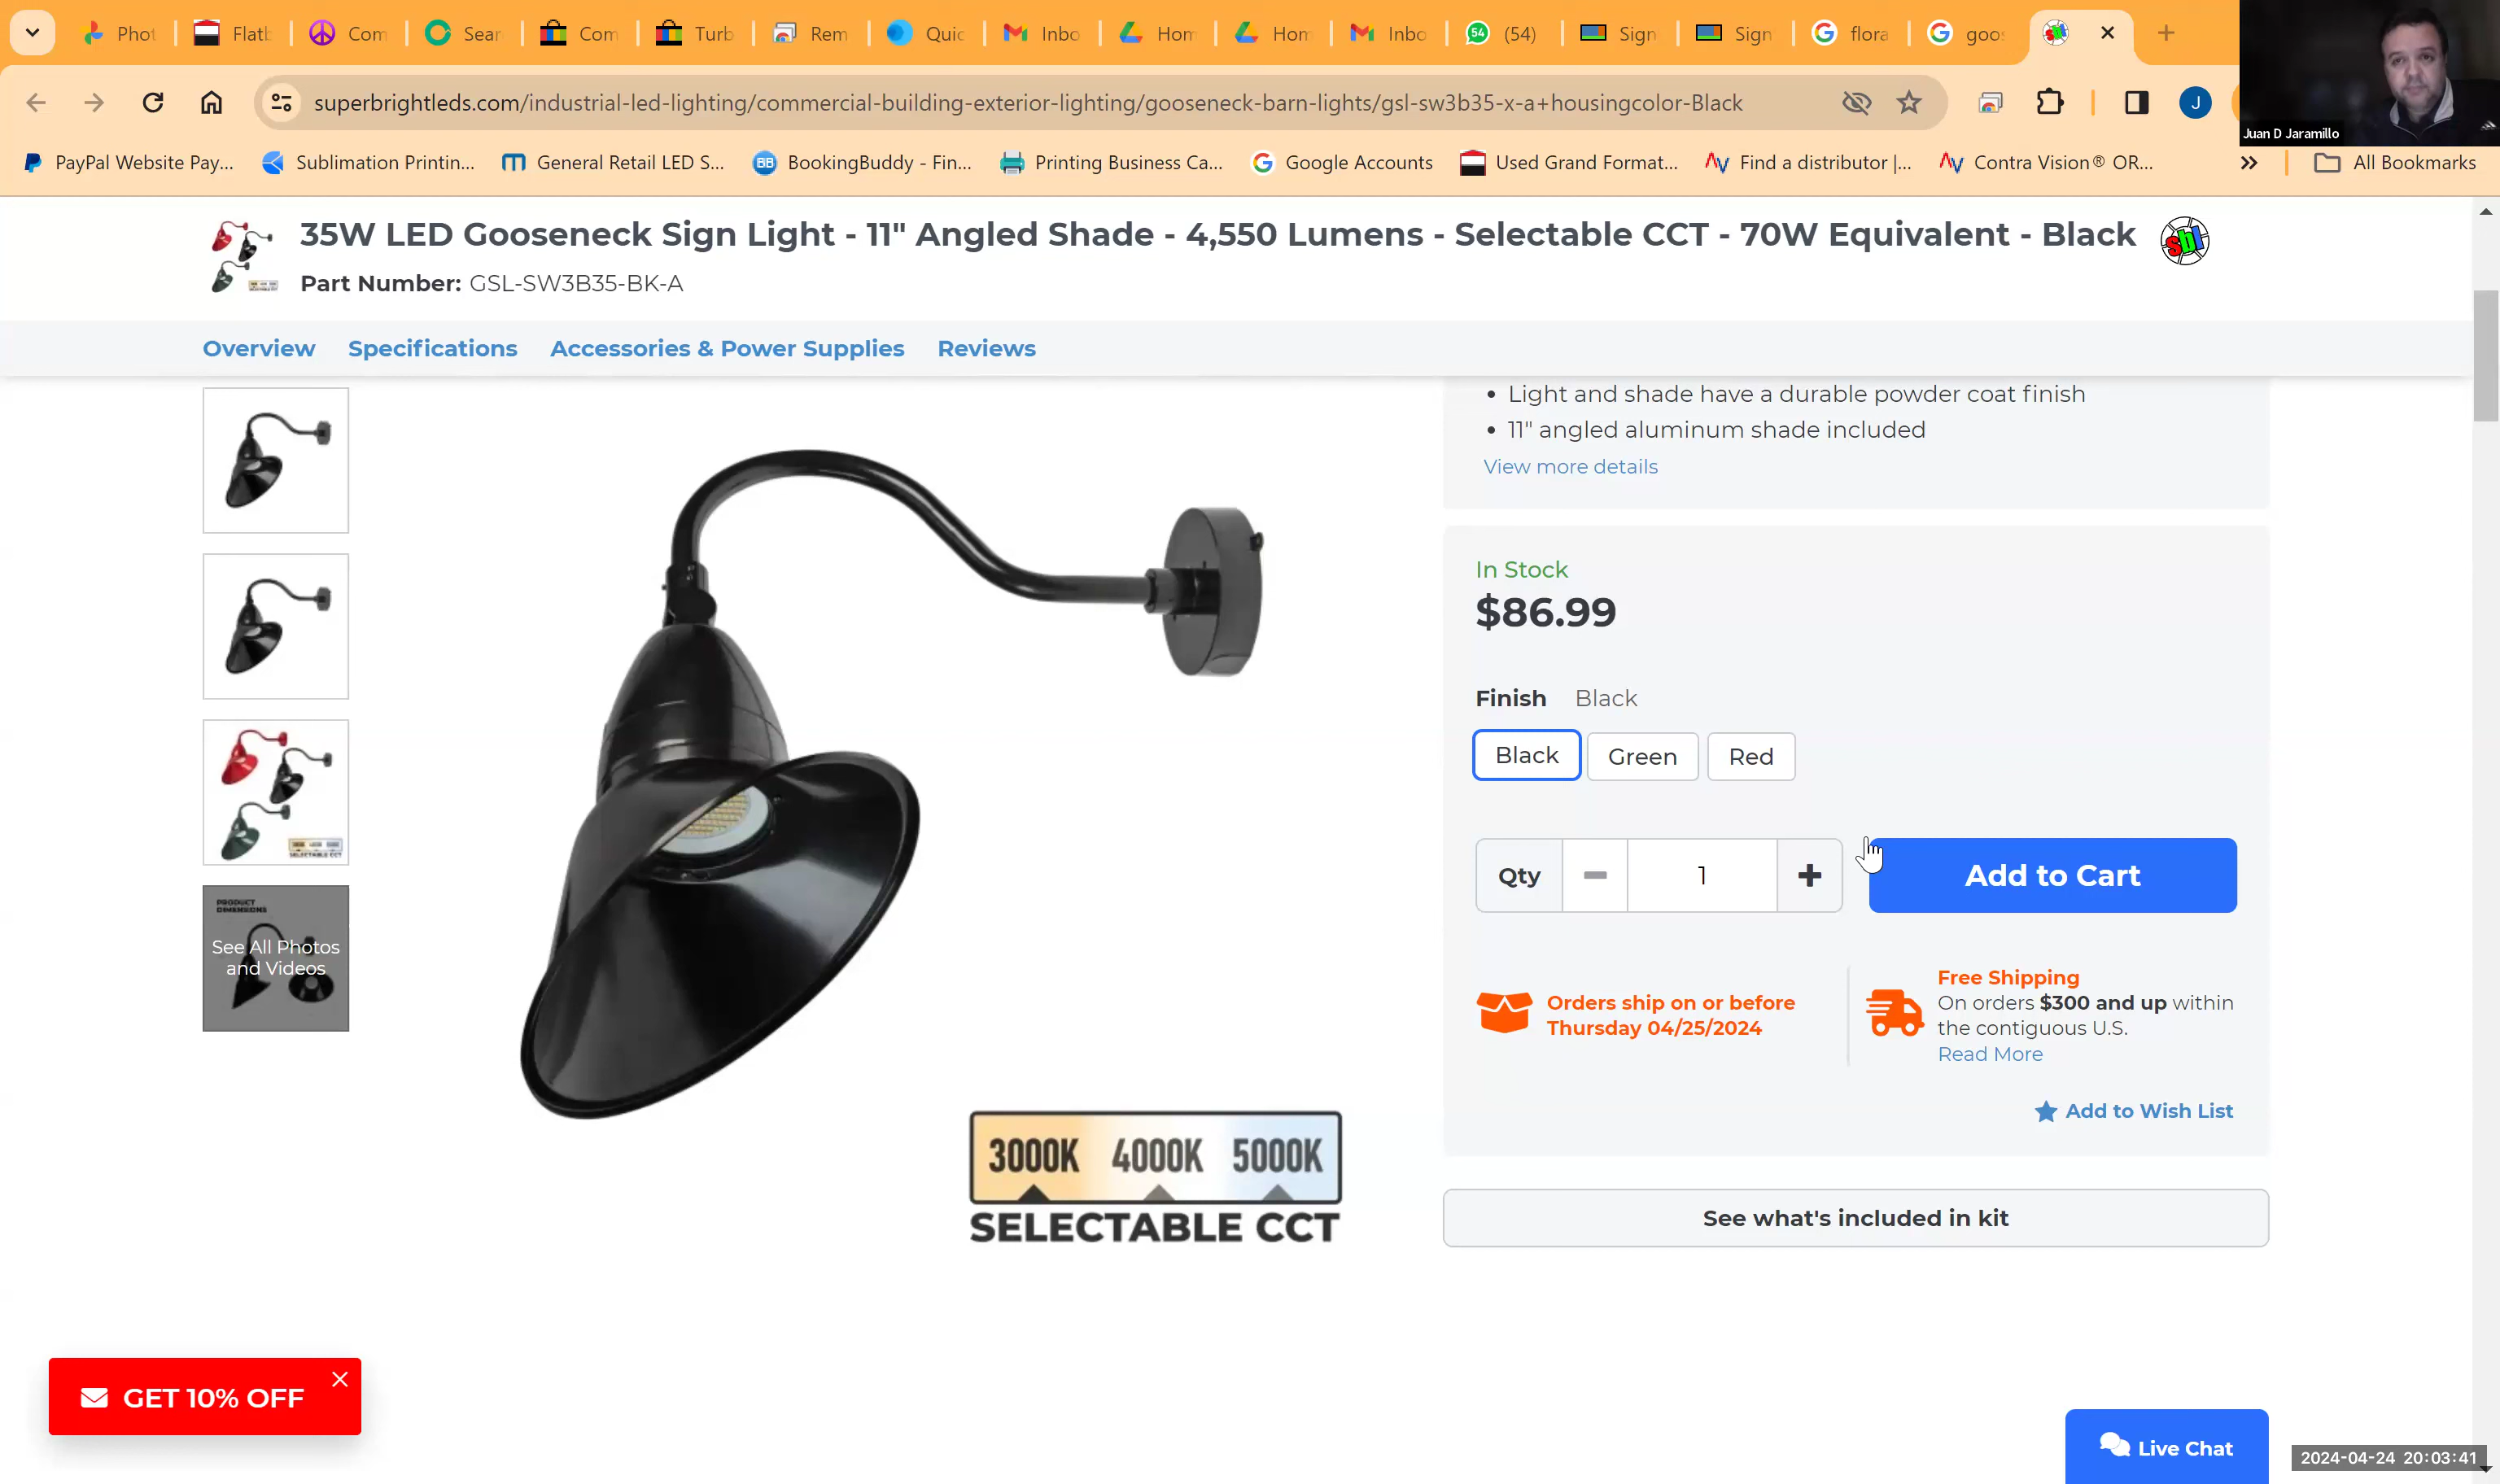 Phot
Flatb
Com
Sear
Com
Turb
Rem
Quic
Inbo
Hom
Hom
Inbo
54
(54)
Sign
Sign
flora
goos
superbrightleds.com/industrial-led-lighting/commercial-building-exterior-lighting/gooseneck-barn-lights/gsl-sw3b35-x-a+housingcolor-Black
J
Juan D Jaramillo
PayPal Website Pay...
Sublimation Printin...
General Retail LED S...
BB
BookingBuddy - Fin...
Printing Business Ca...
Google Accounts
Used Grand Format...
Find a distributor |...
Contra Vision® OR...
All Bookmarks
35W LED Gooseneck Sign Light - 11" Angled Shade - 4,550 Lumens - Selectable CCT - 70W Equivalent - Black
sbl
Part Number: GSL-SW3B35-BK-A
Overview
Specifications
Accessories & Power Supplies
Reviews
• Light and shade have a durable powder coat finish
• 11" angled aluminum shade included
View more details
In Stock
$86.99
Finish Black
Black
Green
Red
Qty
1
Add to Cart
SELECTABLE CCT
PRODUCT
DIMENSIONS
See All Photos
and Videos
Orders ship on or before
Thursday 04/25/2024
Free Shipping
On orders $300 and up within
the contiguous U.S.
Read More
Add to Wish List
3000K 4000K 5000K
SELECTABLE CCT
See what's included in kit
GET 10% OFF
Live Chat
2024-04-24 20:03:41